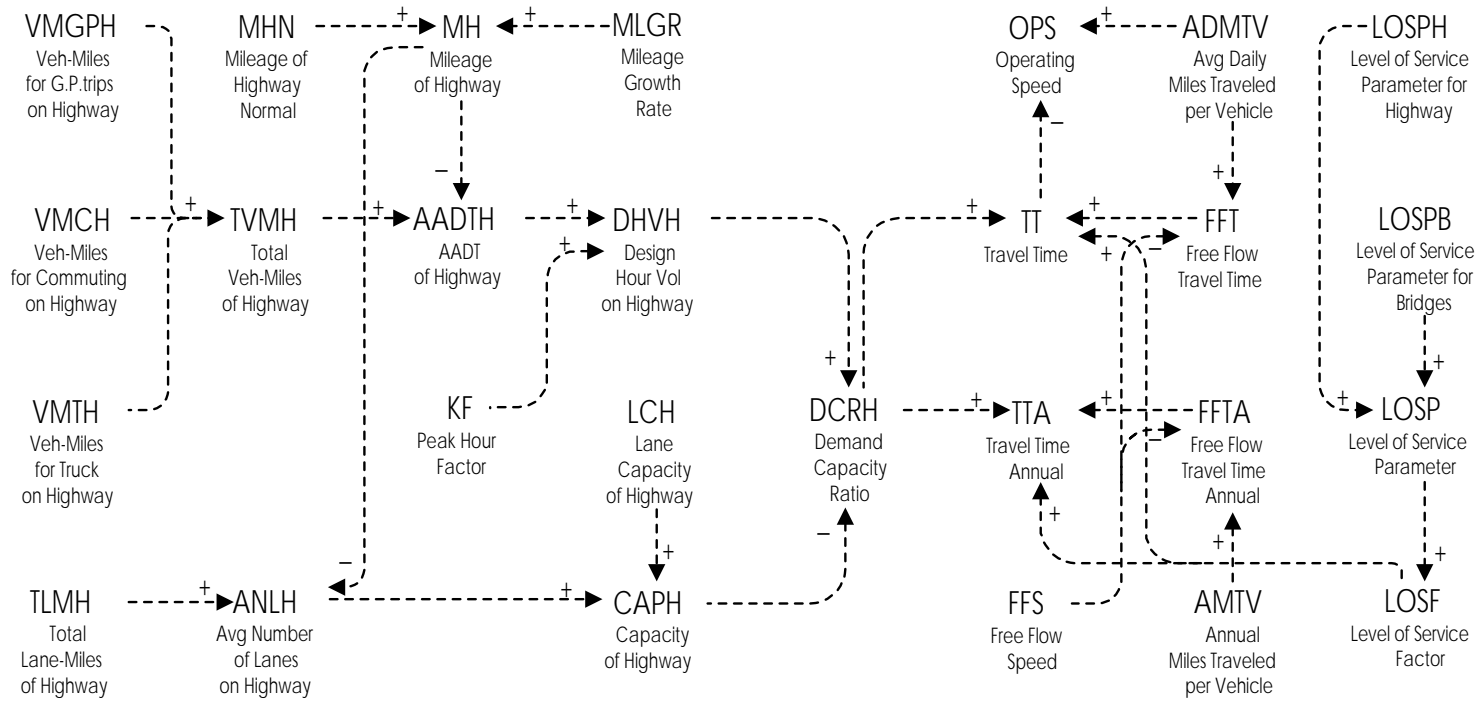 VMGPH
Veh-Miles
for G.P.trips
on Highway
MHN
Mileage of
Highway
Normal
+
MH
Mileage
of Highway
+
MLGR
Mileage
Growth
Rate
OPS
Operating
Speed
+
ADMTV
Avg Daily
Miles Traveled
per Vehicle
LOSPH
Level of Service
Parameter for
Highway
–
–
+
VMCH
Veh-Miles
for Commuting
on Highway
+
TVMH
Total
Veh-Miles
of Highway
+
AADTH
AADT
of Highway
+
+
DHVH
Design
Hour Vol
on Highway
+
TT
Travel Time
+
+
–
FFT
Free Flow
Travel Time
LOSPB
Level of Service
Parameter for
Bridges
+
+
VMTH
Veh-Miles
for Truck
on Highway
KF
Peak Hour
Factor
LCH
Lane
Capacity
of Highway
DCRH
Demand
Capacity
Ratio
+
TTA
Travel Time
Annual
+
–
FFTA
Free Flow
Travel Time
Annual
+
LOSP
Level of Service
Parameter
+
–
+
–
+
+
TLMH
Total
Lane-Miles
of Highway
+
ANLH
Avg Number
of Lanes
on Highway
+
CAPH
Capacity
of Highway
FFS
Free Flow
Speed
AMTV
Annual
Miles Traveled
per Vehicle
LOSF
Level of Service
Factor